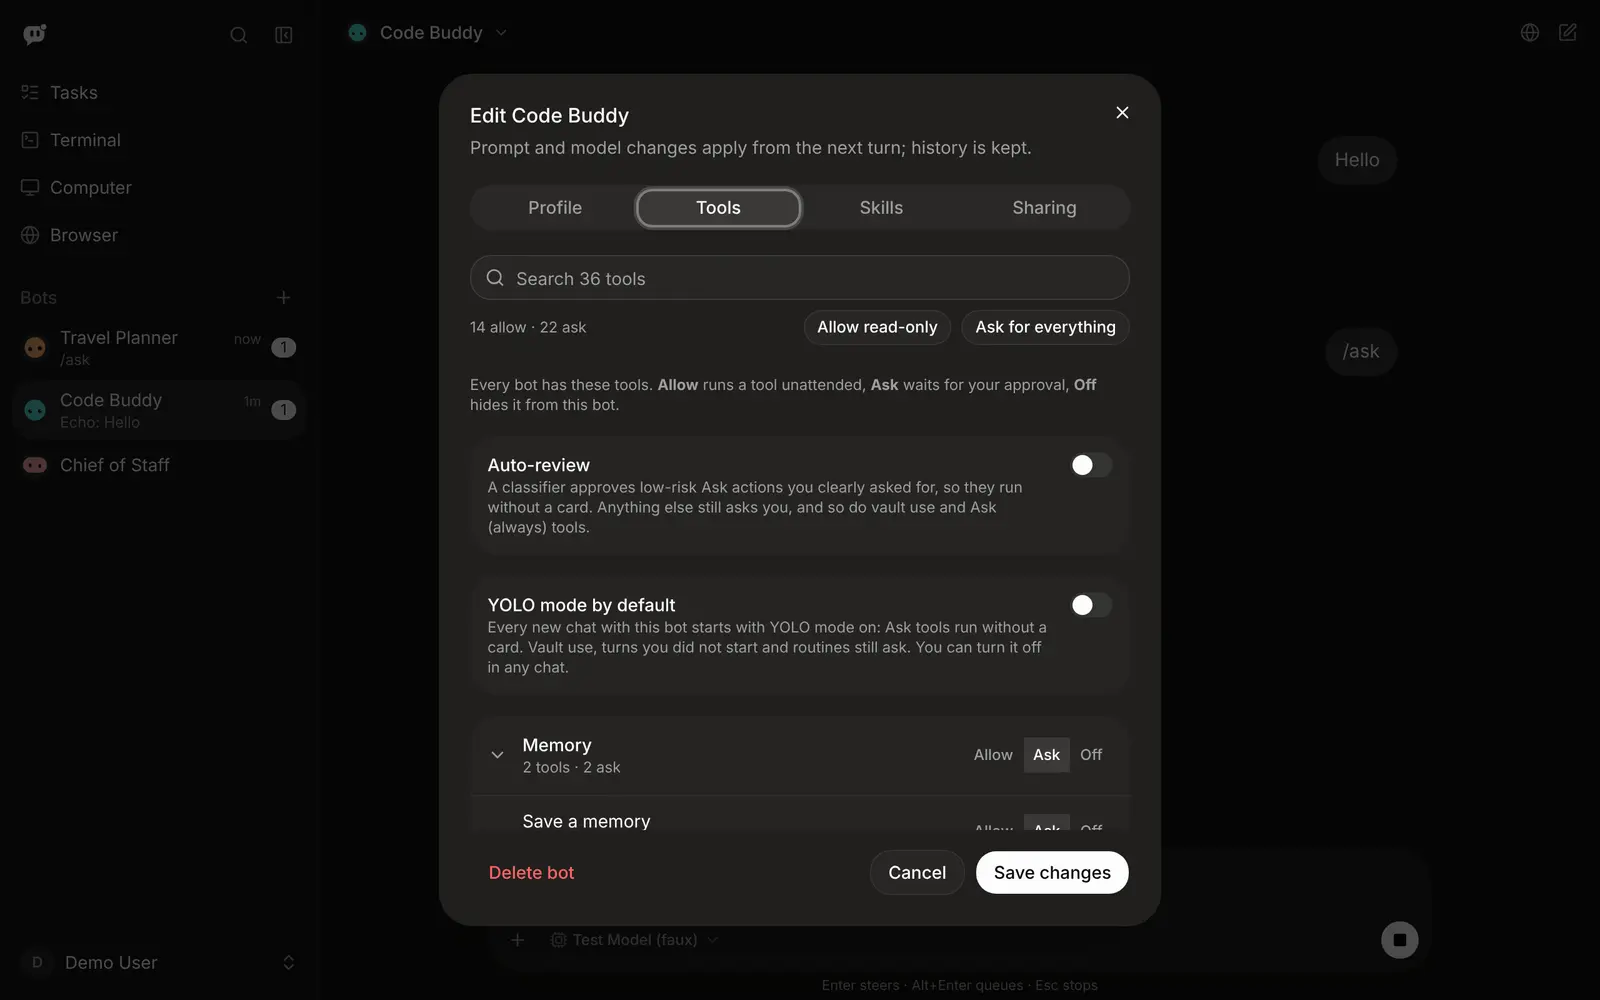 Code Buddy
Tasks
Terminal
Computer
Browser
Bots
Travel Planner
now
/ask
1
Code Buddy
1m
Echo: Hello
1
Chief of Staff
D
Demo User
Hello
/ask
Edit Code Buddy
Prompt and model changes apply from the next turn; history is kept.
Profile
Tools
Skills
Sharing
Search 36 tools
14 allow · 22 ask
Allow read-only
Ask for everything
Every bot has these tools. Allow runs a tool unattended, Ask waits for your approval, Off
hides it from this bot.
Auto-review
A classifier approves low-risk Ask actions you clearly asked for, so they run
without a card. Anything else still asks you, and so do vault use and Ask
(always) tools.
YOLO mode by default
Every new chat with this bot starts with YOLO mode on: Ask tools run without a
card. Vault use, turns you did not start and routines still ask. You can turn it off
in any chat.
Memory
2 tools · 2 ask
Allow
Ask
Off
Save a memory
Allow
Ask
Off
Delete bot
Cancel
Save changes
Test Model (faux)
Enter steers · Alt+Enter queues · Esc stops